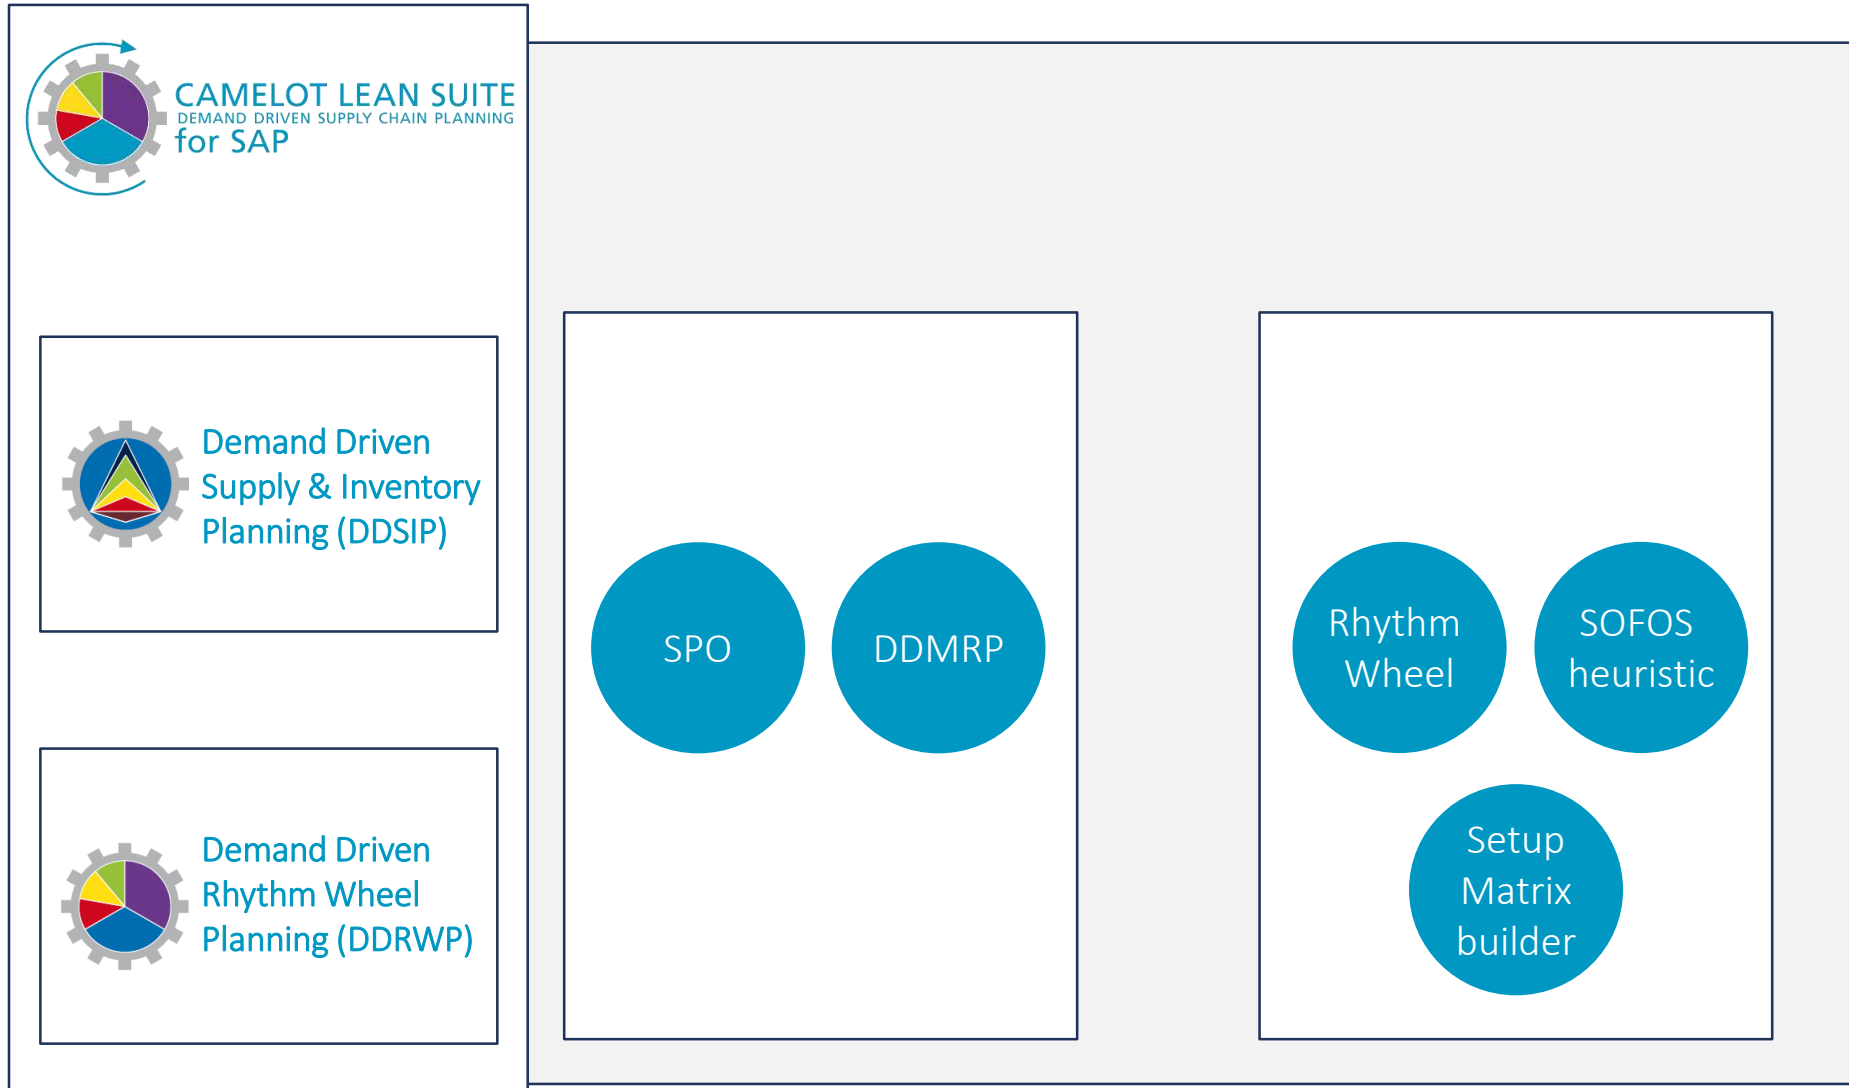 CAMELOT LEAN SUITE
DEMAND DRIVEN SUPPLY CHAIN PLANNING
for SAP
Demand Driven
Supply & Inventory
Planning (DDSIP)
Demand Driven
Rhythm Wheel
Planning (DDRWP)
SPO
DDMRP
Rhythm
Wheel
SOFOS
heuristic
Setup
Matrix
builder